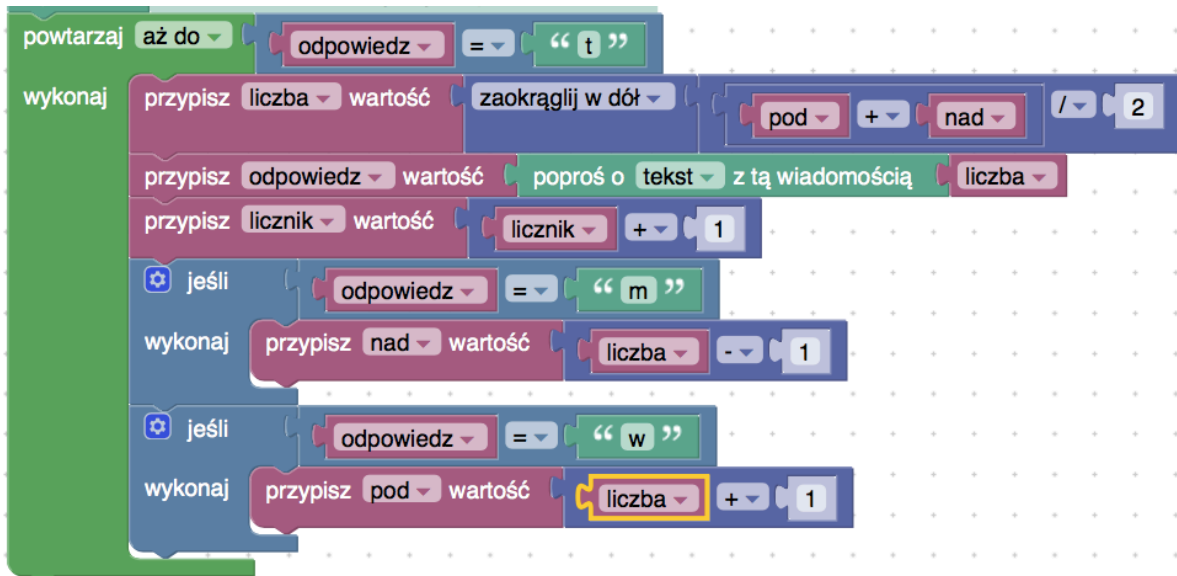 powtarzaj aż do odpowiedz = “ t ”
wykonaj przypisz liczba wartość zaokrąglij w dół pod + nad / 2
przypisz odpowiedz wartość poproś o tekst z tą wiadomością liczba
przypisz licznik wartość licznik + 1
jeśli odpowiedz = “ m ”
wykonaj przypisz nad wartość liczba - 1
jeśli odpowiedz = “ w ”
wykonaj przypisz pod wartość liczba + 1